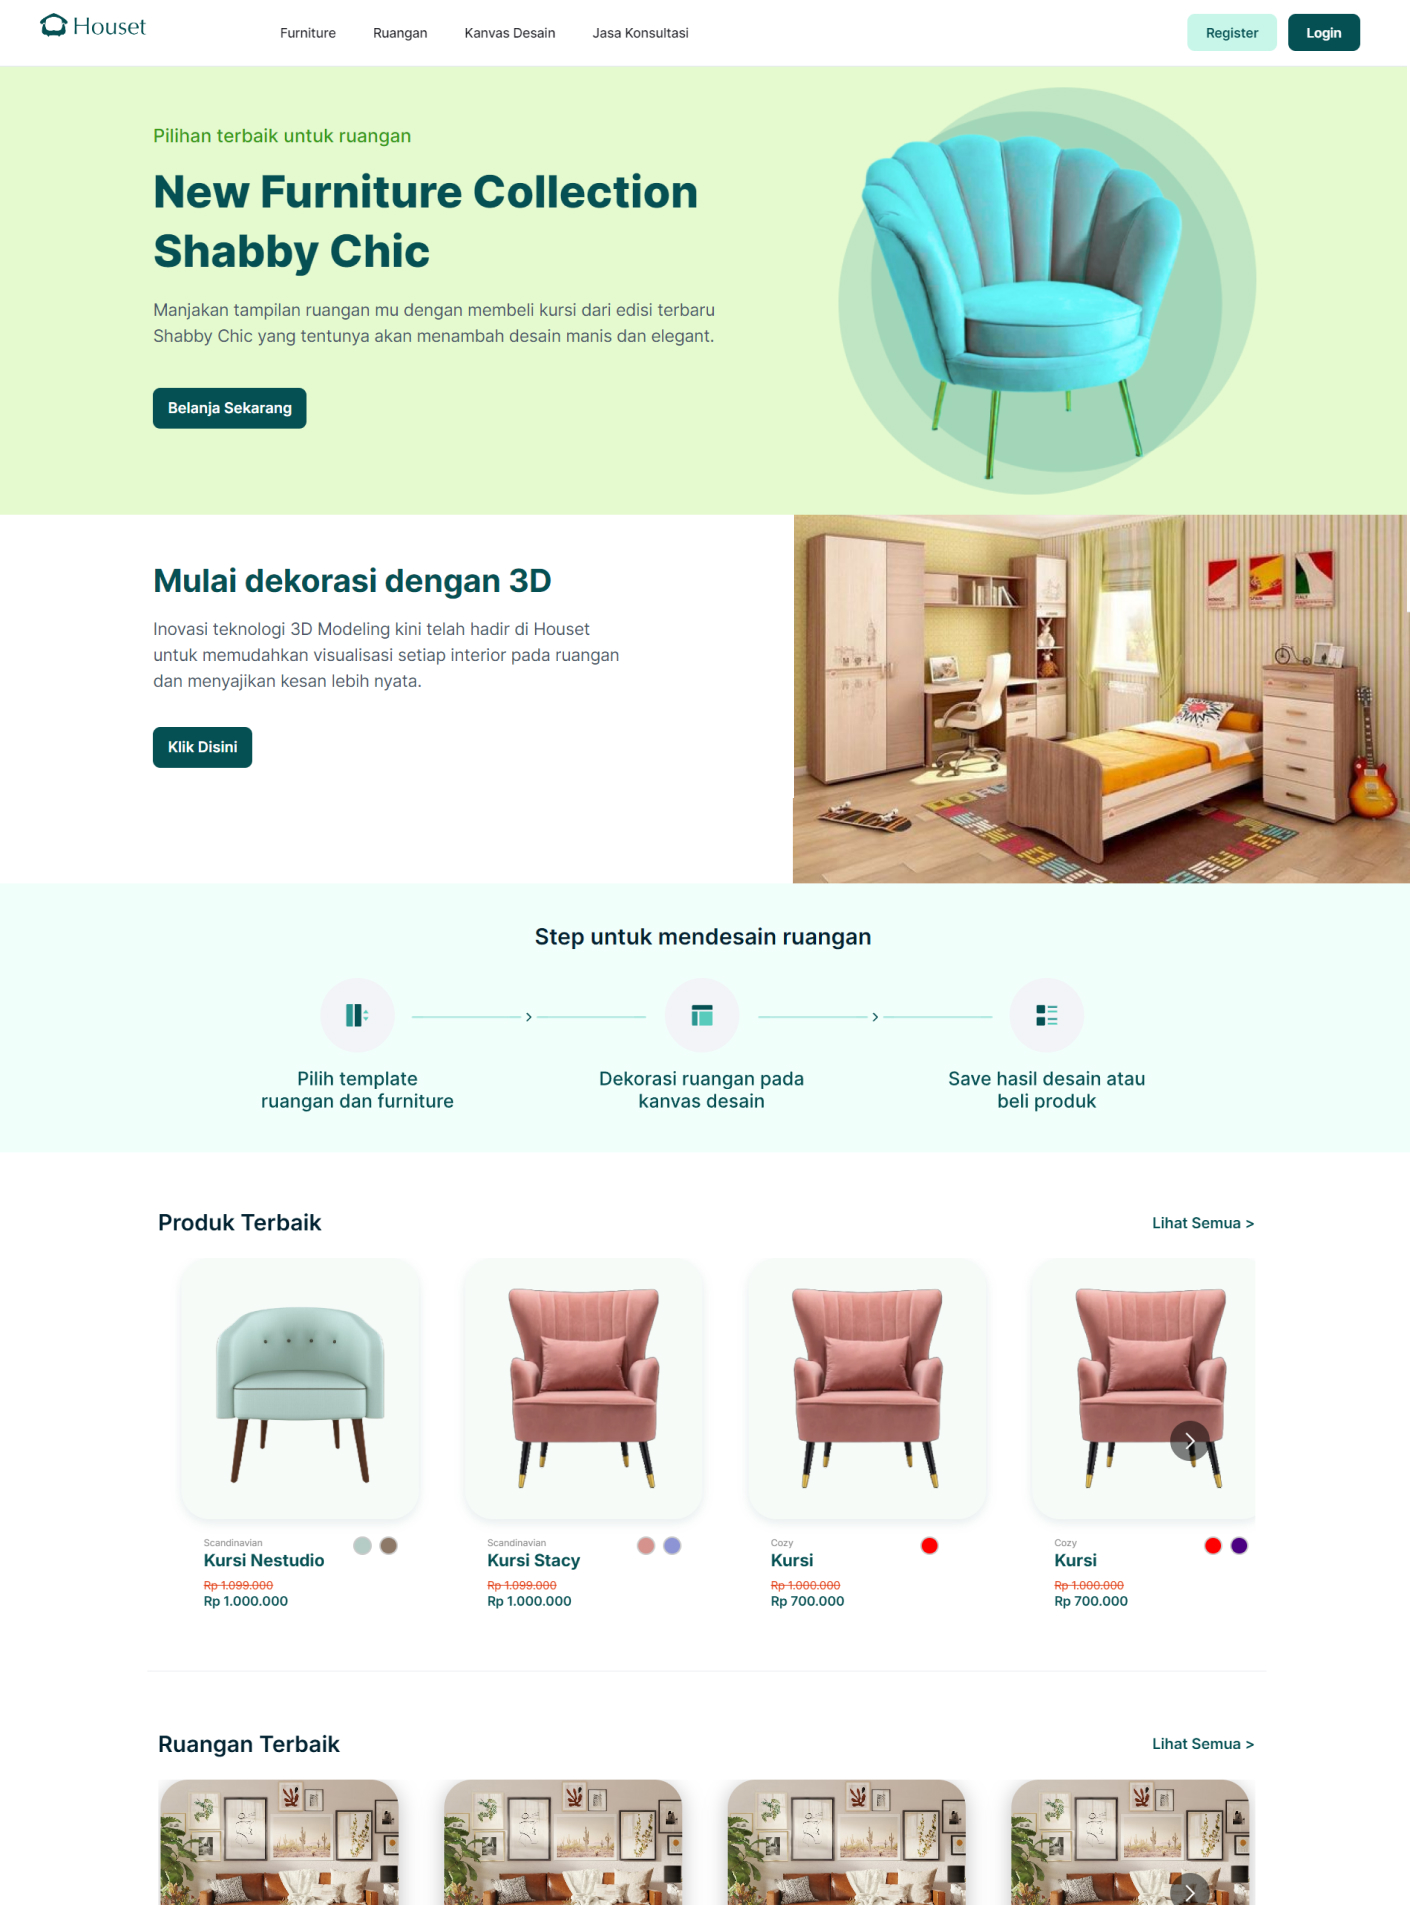 Houset
Furniture
Ruangan
Kanvas Desain
Jasa Konsultasi
Register
Login
Pilihan terbaik untuk ruangan
New Furniture Collection
Shabby Chic
Manjakan tampilan ruangan mu dengan membeli kursi dari edisi terbaru
Shabby Chic yang tentunya akan menambah desain manis dan elegant.
Belanja Sekarang
Mulai dekorasi dengan 3D
Inovasi teknologi 3D Modeling kini telah hadir di Houset
untuk memudahkan visualisasi setiap interior pada ruangan
dan menyajikan kesan lebih nyata.
Klik Disini
MONACO
SPAIN
ITALY
Step untuk mendesain ruangan
Pilih template
ruangan dan furniture
Dekorasi ruangan pada
kanvas desain
Save hasil desain atau
beli produk
Produk Terbaik
Lihat Semua >
Scandinavian
Kursi Nestudio
Rp 1.099.000
Rp 1.000.000
Scandinavian
Kursi Stacy
Rp 1.099.000
Rp 1.000.000
Cozy
Kursi
Rp 1.000.000
Rp 700.000
Cozy
Kursi
Rp 1.000.000
Rp 700.000
Ruangan Terbaik
Lihat Semua >